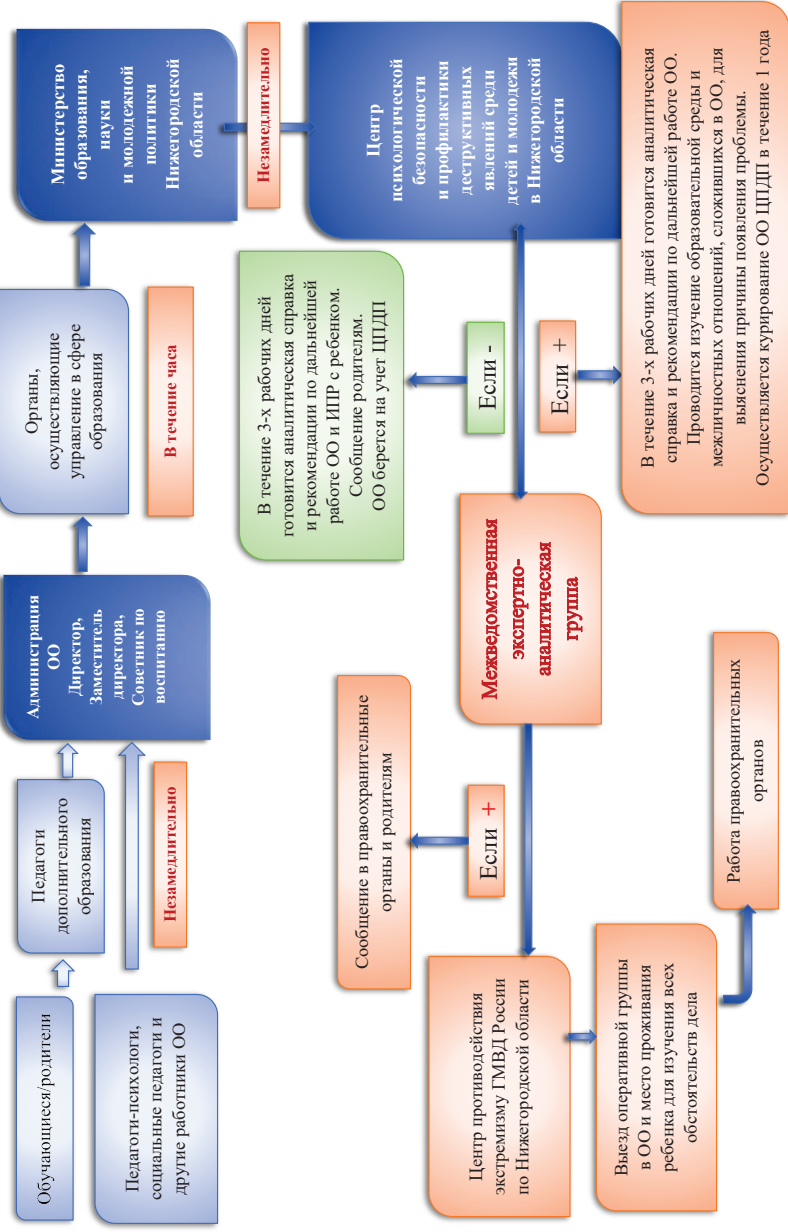 Обучающиеся/родители
Педагоги-психологи,
социальные педагоги и
другие работники ОО
Педагоги
дополнительного
образования
Незамедлительно
Администрация
ОО
Директор,
Заместитель
директора,
Советник по
воспитанию
Органы,
осуществляющие
управление в сфере
образования
В течение часа
Министерство
образования,
науки
и молодежной
политики
Нижегородской
области
Незамедлительно
Центр
психологической
безопасности
и профилактики
деструктивных
явлений среди
детей и молодежи
в Нижегородской
области
В течение 3-х рабочих дней
готовится аналитическая справка
и рекомендации по дальнейшей
работе ОО и ИПР с ребенком.
Сообщение родителям.
ОО берется на учет ЦПДП
Если -
Если +
В течение 3-х рабочих дней готовится аналитическая
справка и рекомендации по дальнейшей работе ОО.
Проводится изучение образовательной среды и
межличностных отношений, сложившихся в ОО, для
выяснения причины появления проблемы.
Осуществляется курирование ОО ЦПДП в течение 1 года
Межведомственная
экспертно-
аналитическая
группа
Сообщение в правоохранительные
органы и родителям
Если +
Центр противодействия
экстремизму ГМВД России
по Нижегородской области
Выезд оперативной группы
в ОО и место проживания
ребенка для изучения всех
обстоятельств дела
Работа правоохранительных
органов